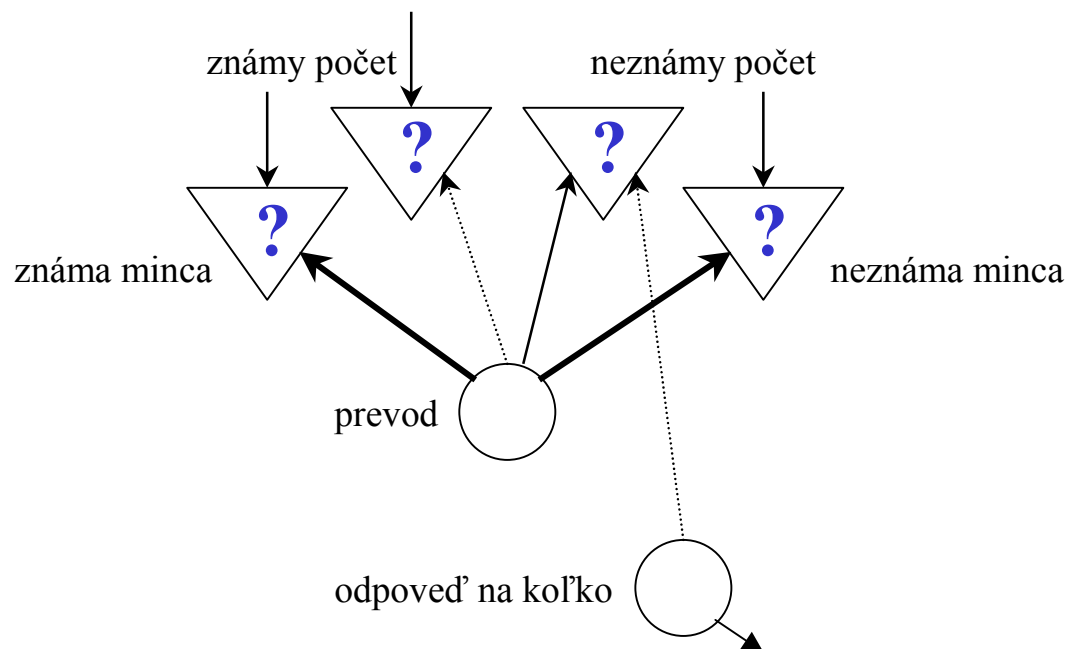 známy počet
neznámy počet
?
?
?
?
známa minca
neznáma minca
prevod
odpoveď na koľko